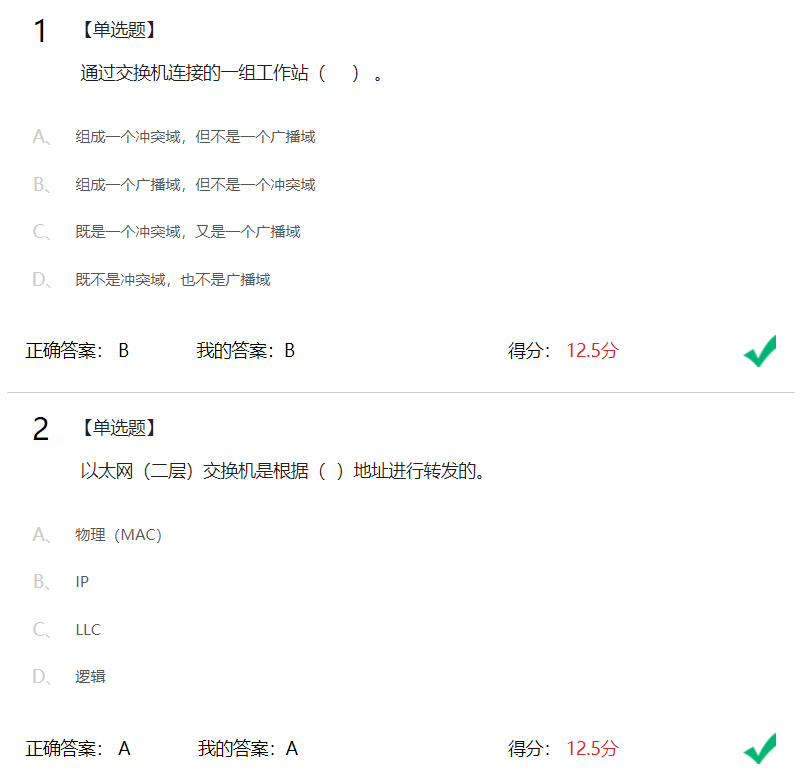 1 【单选题】
通过交换机连接的一组工作站（ ） 。
A、 组成一个冲突域，但不是一个广播域
B、 组成一个广播域，但不是一个冲突域
C、 既是一个冲突域，又是一个广播域
D、 既不是冲突域，也不是广播域
正确答案： B 我的答案：B 得分： 12.5分
2 【单选题】
以太网（二层）交换机是根据（ ）地址进行转发的。
A、 物理（MAC）
B、 IP
C、 LLC
D、 逻辑
正确答案： A 我的答案：A 得分： 12.5分